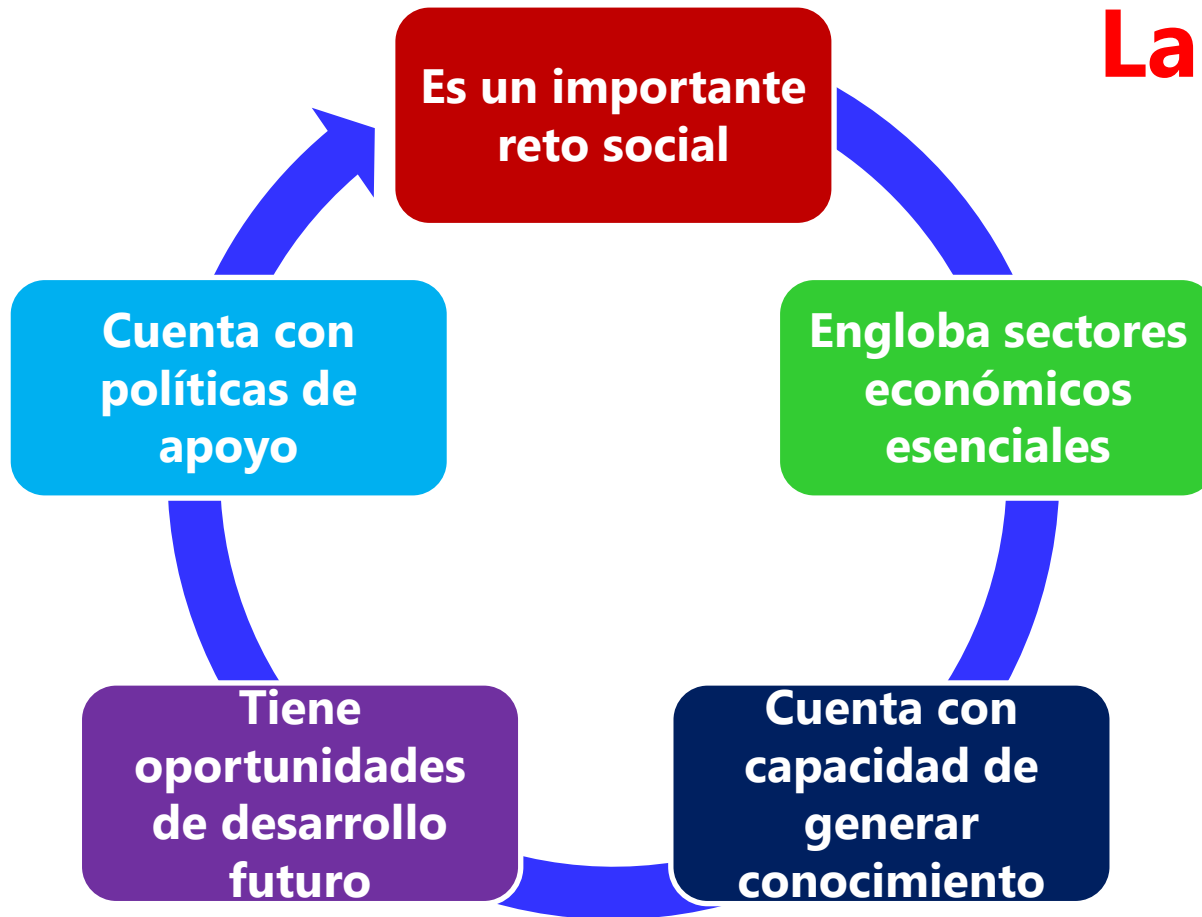 La
Es un importante
reto social
Engloba sectores
económicos
esenciales
Cuenta con
capacidad de
generar
conocimiento
Tiene
oportunidades
de desarrollo
futuro
Cuenta con
políticas de
apoyo